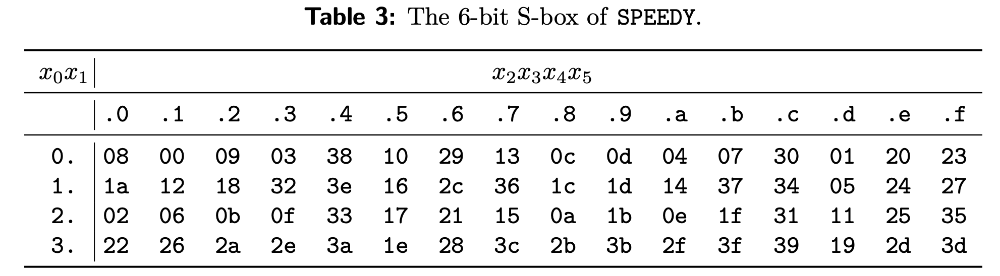 Table 3: The 6-bit S-box of SPEEDY.
x₀x₁ x₂x₃x₄x₅
.0 .1 .2 .3 .4 .5 .6 .7 .8 .9 .a .b .c .d .e .f
0. 08 00 09 03 38 10 29 13 0c 0d 04 07 30 01 20 23
1. 1a 12 18 32 3e 16 2c 36 1c 1d 14 37 34 05 24 27
2. 02 06 0b 0f 33 17 21 15 0a 1b 0e 1f 31 11 25 35
3. 22 26 2a 2e 3a 1e 28 3c 2b 3b 2f 3f 39 19 2d 3d